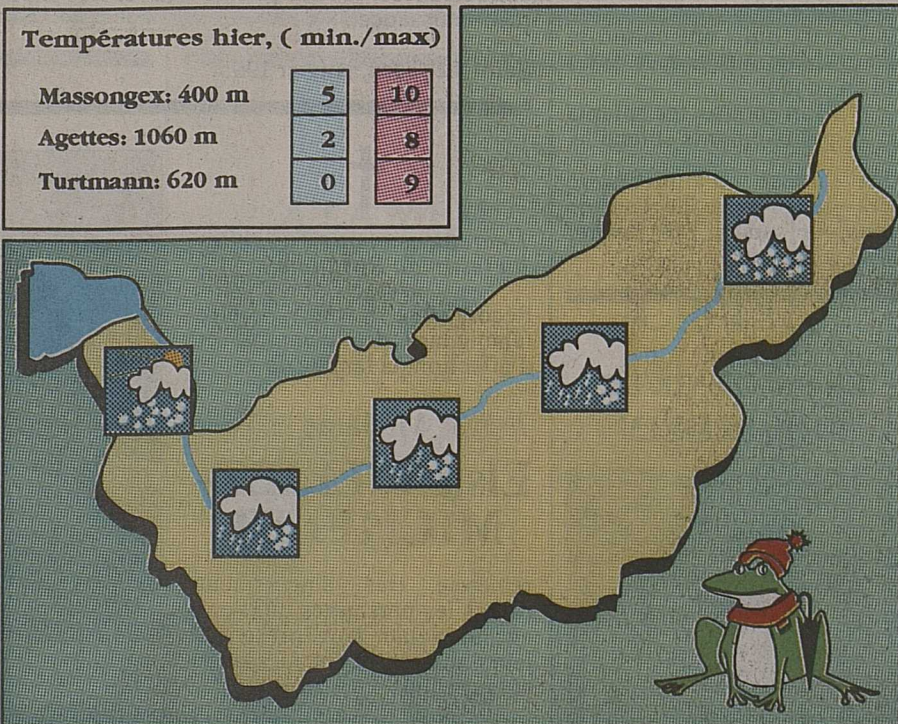 Températures hier, ( min./max)
Massongex: 400 m 5 10
Agettes: 1060 m 2 8
Turtmann: 620 m 0 9